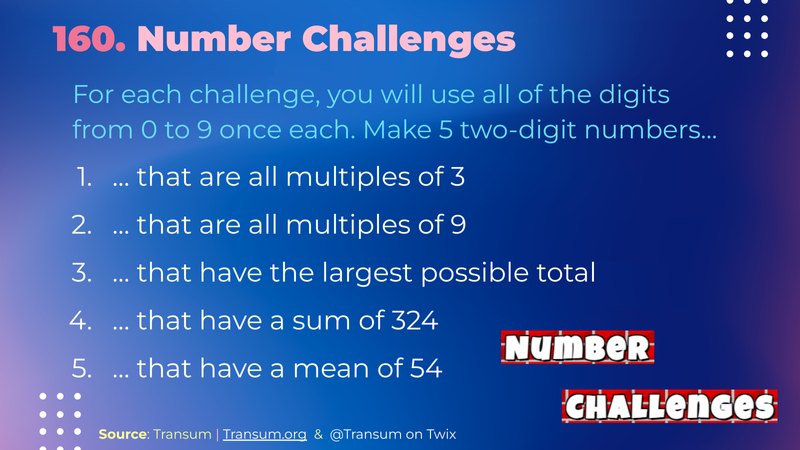 160. Number Challenges
For each challenge, you will use all of the digits
from 0 to 9 once each. Make 5 two-digit numbers...
1. ... that are all multiples of 3
2. ... that are all multiples of 9
3. ... that have the largest possible total
4. ... that have a sum of 324
5. ... that have a mean of 54
NUMBER
CHALLENGES
Source: Transum | Transum.org & @Transum on Twix